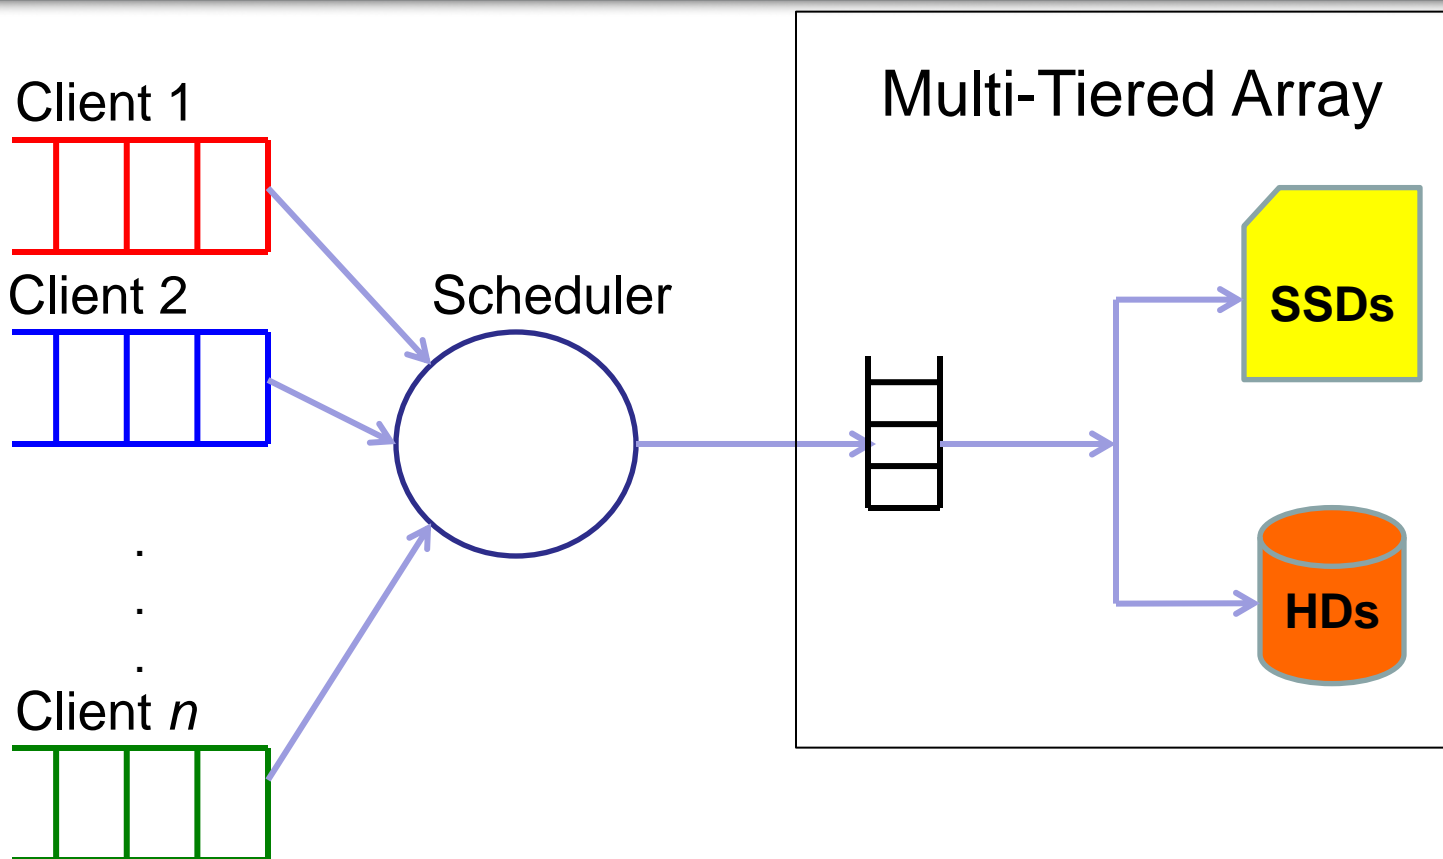 Client 1
Multi-Tiered Array
Client 2
Scheduler
SSDs
.
.
.
HDs
Client n